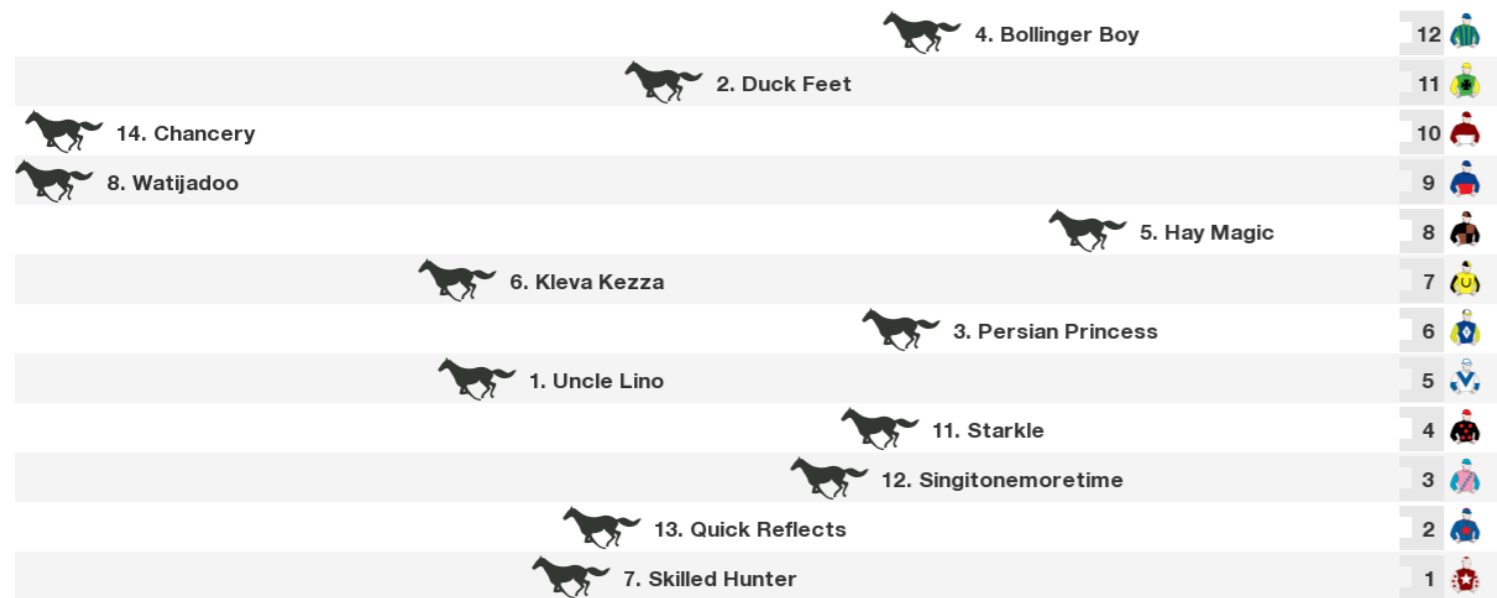 4. Bollinger Boy 12
2. Duck Feet 11
14. Chancery 10
8. Watijadoo 9
5. Hay Magic 8
6. Kleva Kezza 7
3. Persian Princess 6
1. Uncle Lino 5
11. Starkle 4
12. Singitonemoretime 3
13. Quick Reflects 2
7. Skilled Hunter 1